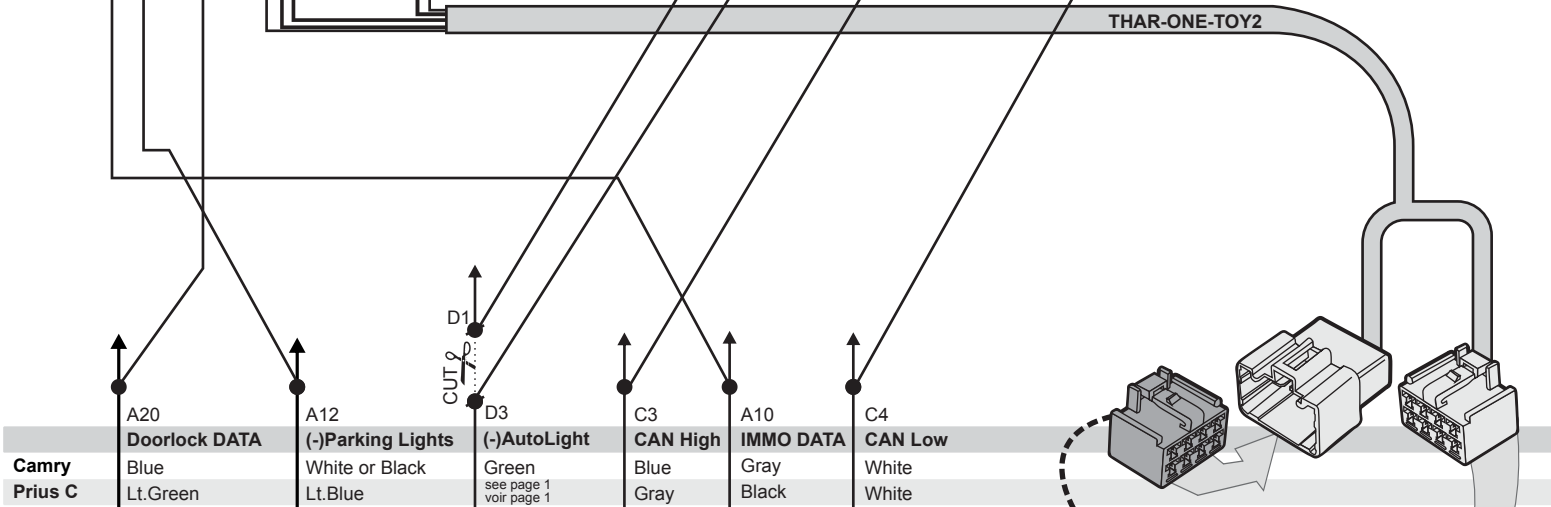 THAR-ONE-TOY2
D1
CUT
D3
A20 A12 C3 A10 C4
Doorlock DATA (-)Parking Lights (-)AutoLight CAN High IMMO DATA CAN Low
Camry Blue White or Black Green Blue Gray White
Prius C Lt.Green Lt.Blue see page 1 Gray Black White
voir page 1